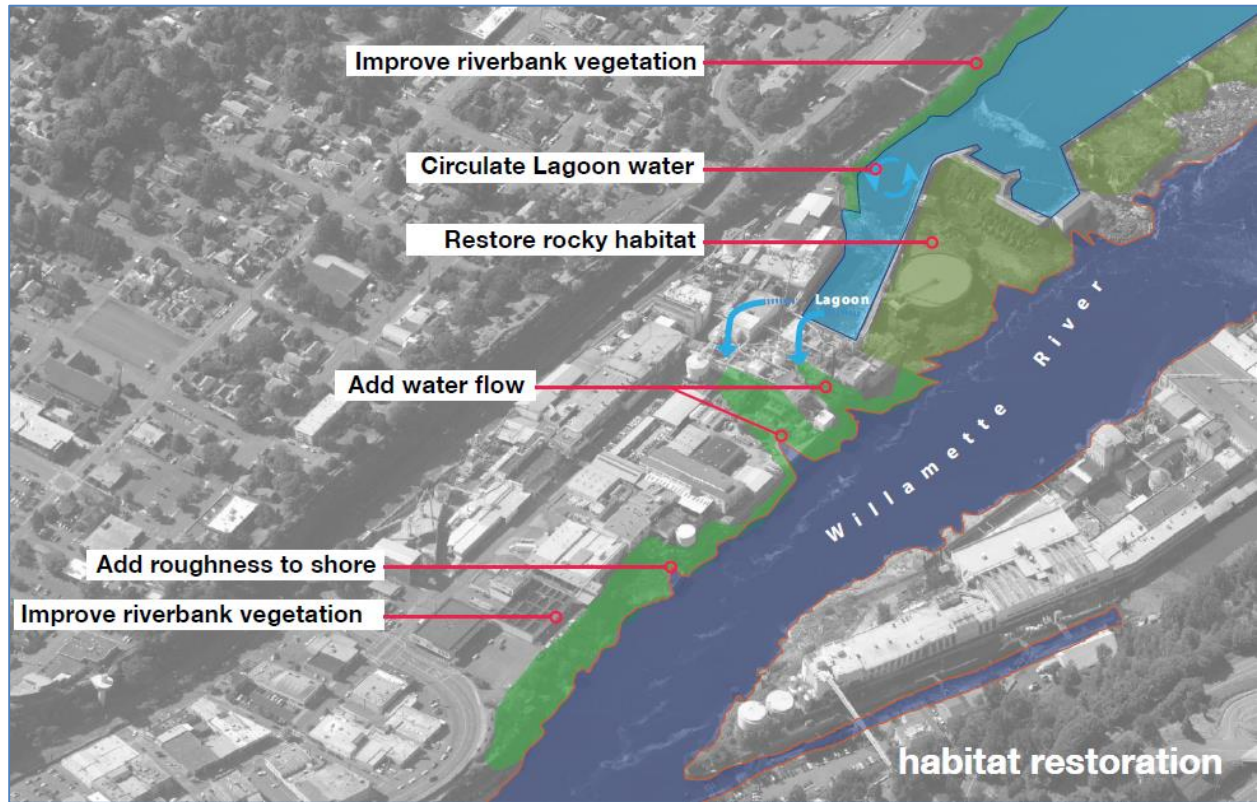 Improve riverbank vegetation
Circulate Lagoon water
Restore rocky habitat
Lagoon
Willamette River
Add water flow
Add roughness to shore
Improve riverbank vegetation
habitat restoration